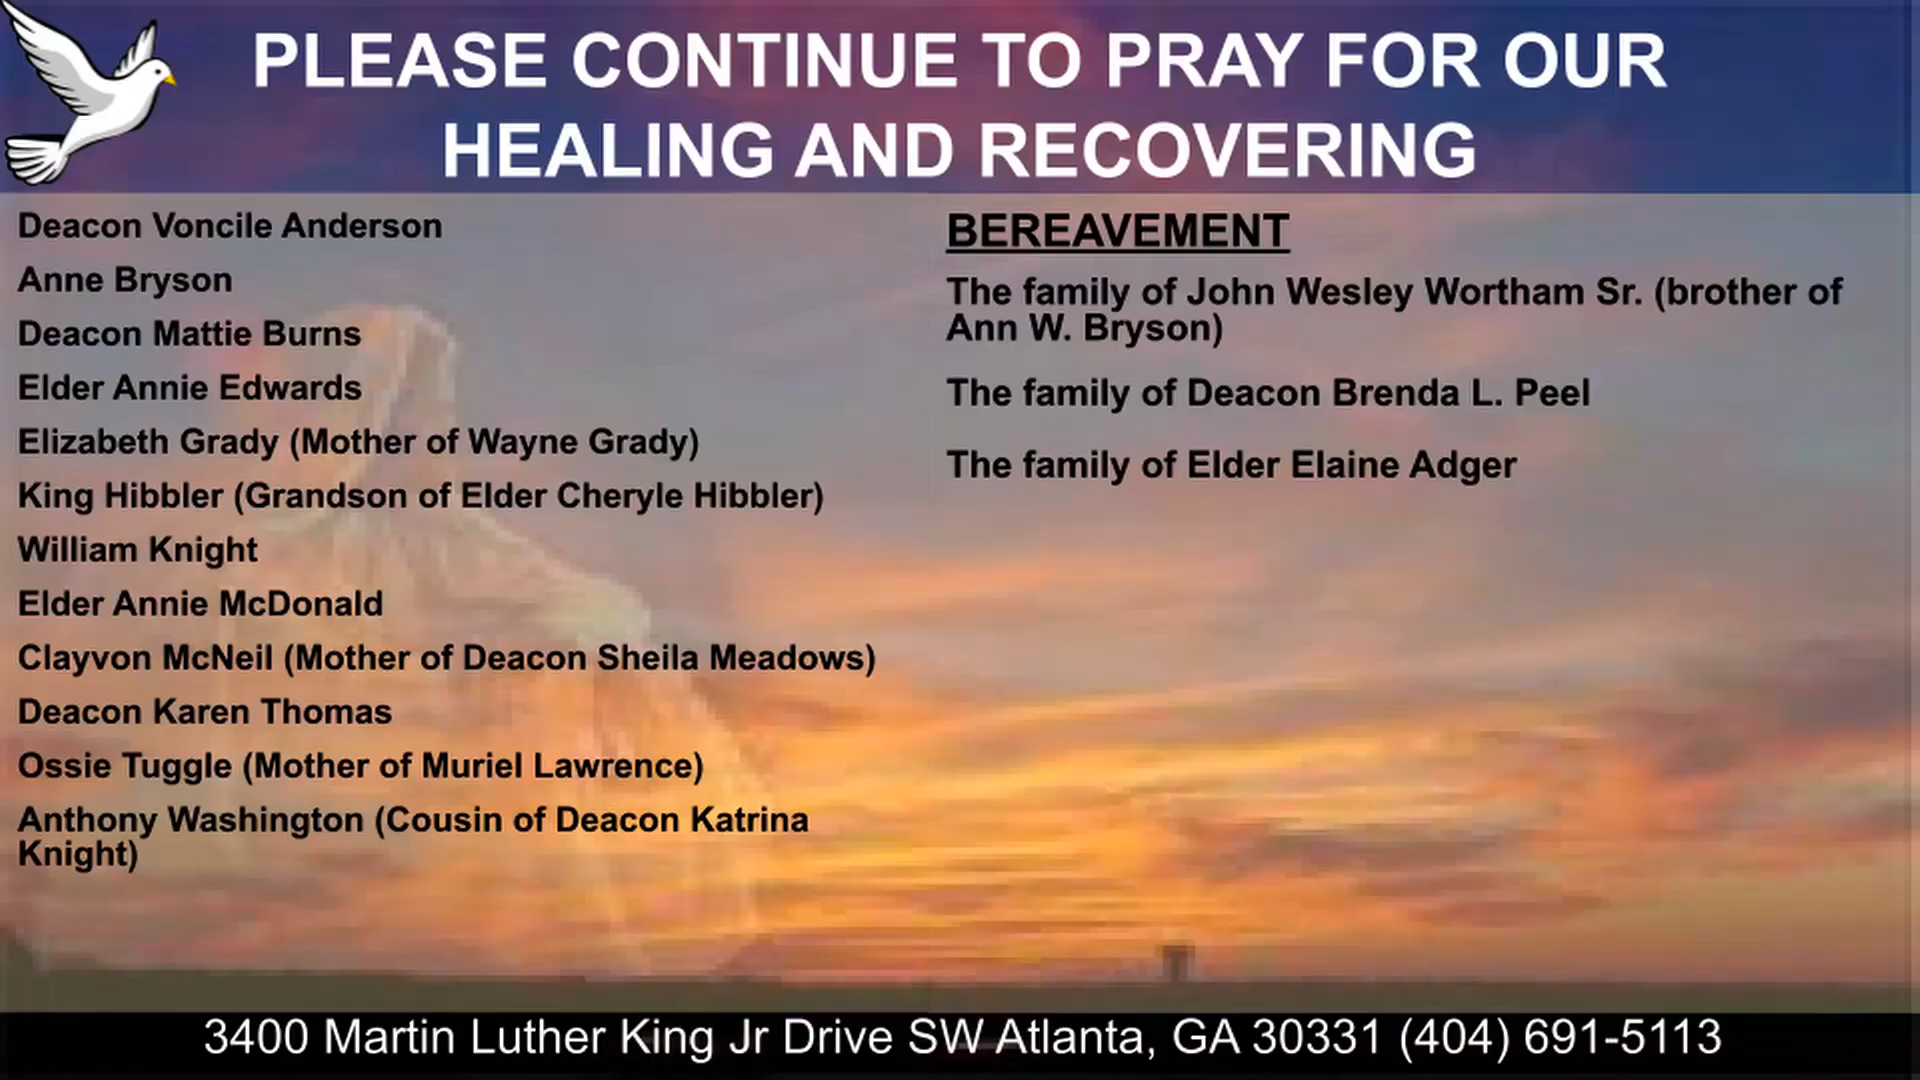 PLEASE CONTINUE TO PRAY FOR OUR
HEALING AND RECOVERING
Deacon Voncile Anderson
Anne Bryson
Deacon Mattie Burns
Elder Annie Edwards
Elizabeth Grady (Mother of Wayne Grady)
King Hibbler (Grandson of Elder Cheryle Hibbler)
William Knight
Elder Annie McDonald
Clayvon McNeil (Mother of Deacon Sheila Meadows)
Deacon Karen Thomas
Ossie Tuggle (Mother of Muriel Lawrence)
Anthony Washington (Cousin of Deacon Katrina
Knight)
BEREAVEMENT
The family of John Wesley Wortham Sr. (brother of
Ann W. Bryson)
The family of Deacon Brenda L. Peel
The family of Elder Elaine Adger
3400 Martin Luther King Jr Drive SW Atlanta, GA 30331 (404) 691-5113